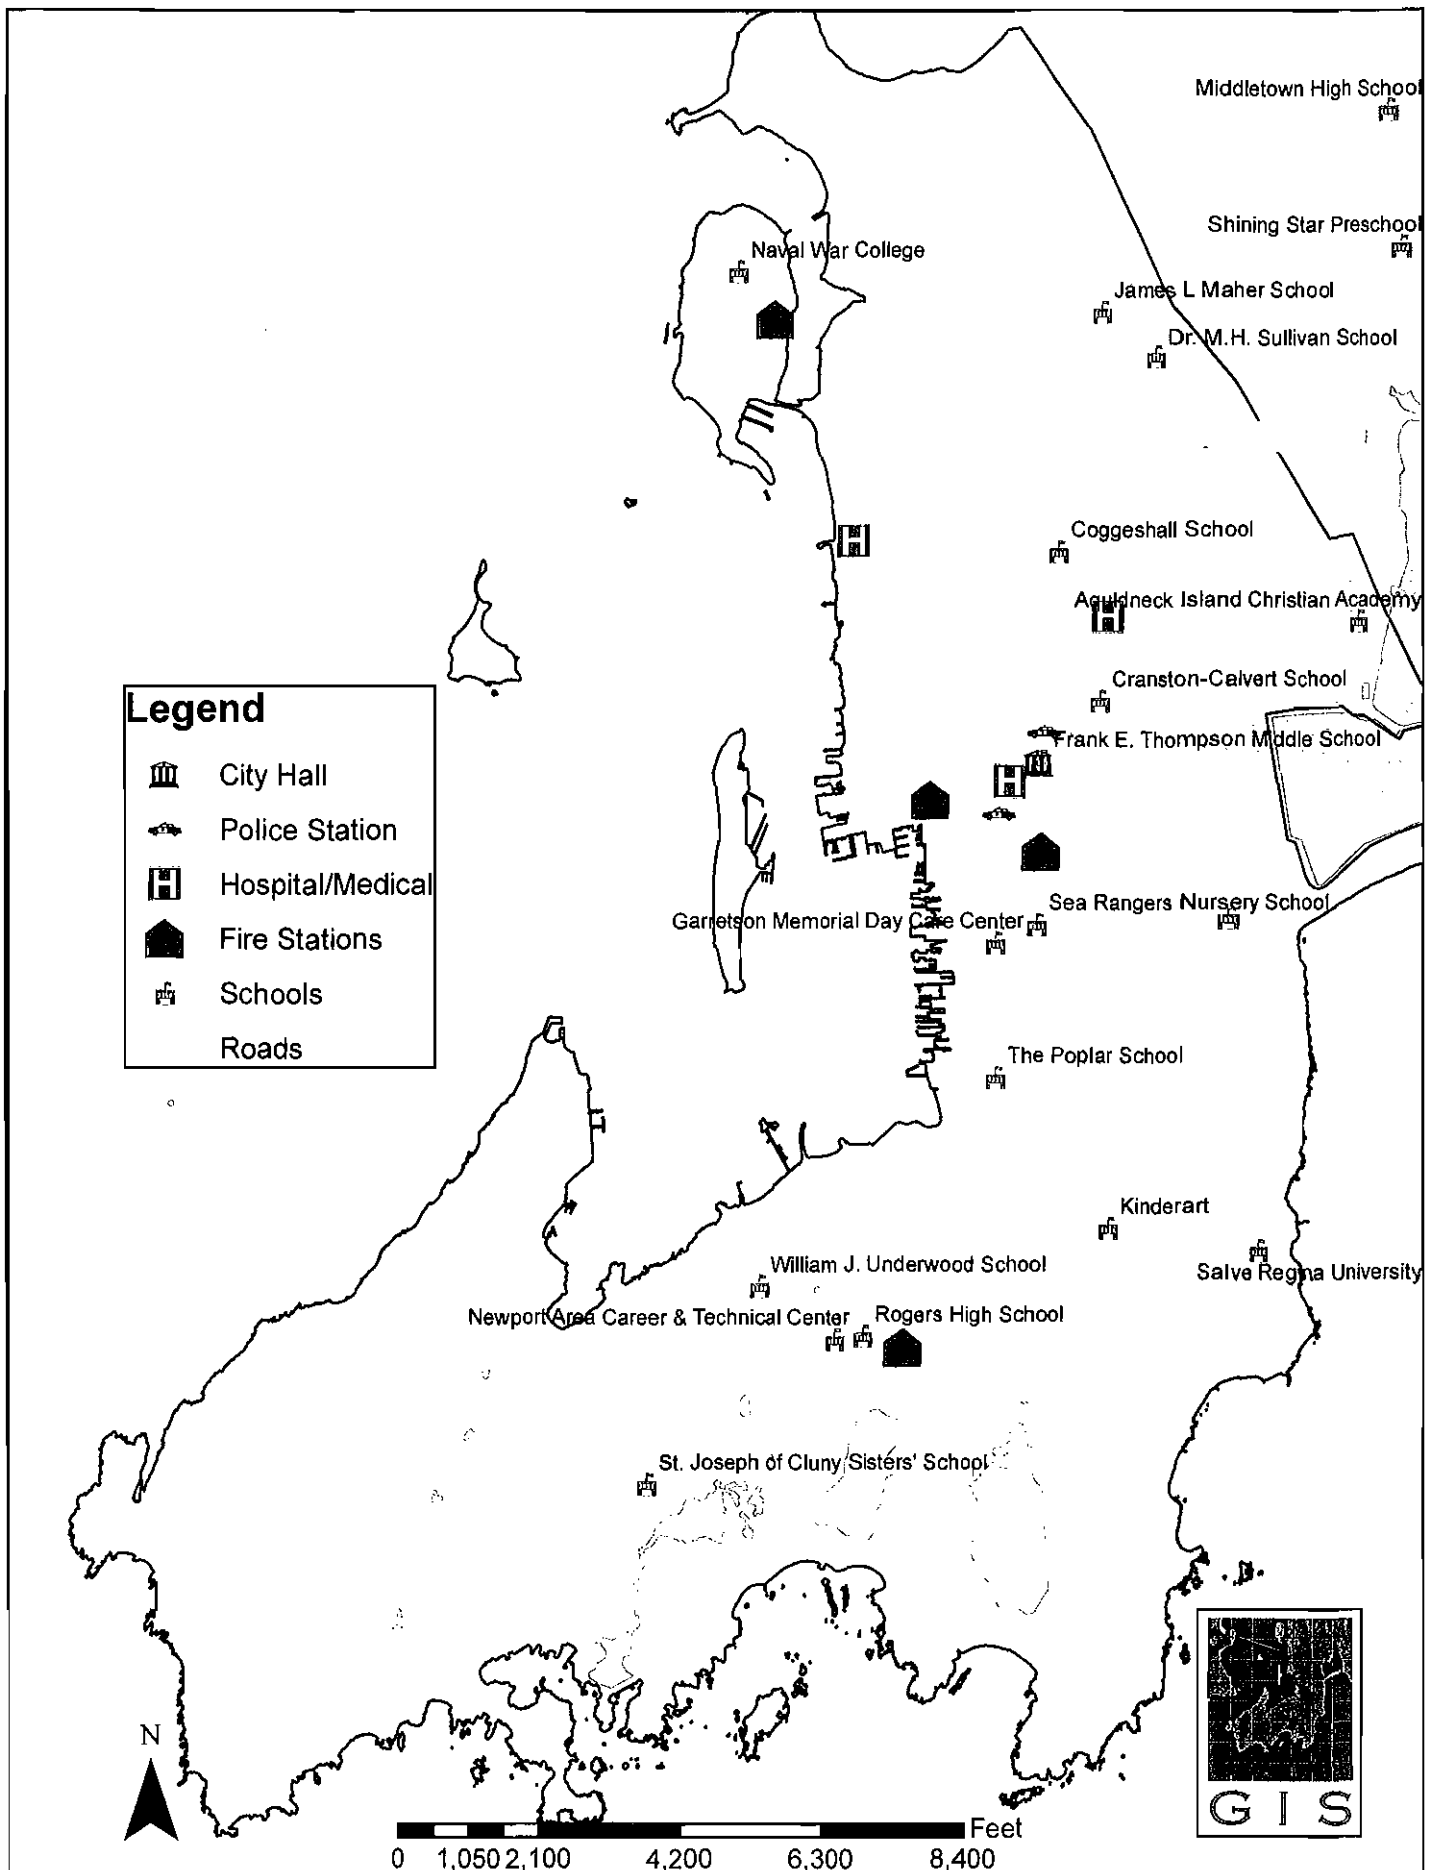 Middletown High School
Shining Star Preschool
Naval War College
James L Maher School
Dr. M.H. Sullivan School
Coggeshall School
Aquidneck Island Christian Academy
Cranston-Calvert School
Frank E. Thompson Middle School
Legend
City Hall
Police Station
Hospital/Medical
Fire Stations
Schools
Roads
Sea Rangers Nursery School
Garretson Memorial Day Care Center
The Poplar School
Kinderart
William J. Underwood School
Salve Regina University
Newport Area Career & Technical Center
Rogers High School
St. Joseph of Cluny Sisters' School
N
GIS
Feet
0 1,050 2,100 4,200 6,300 8,400